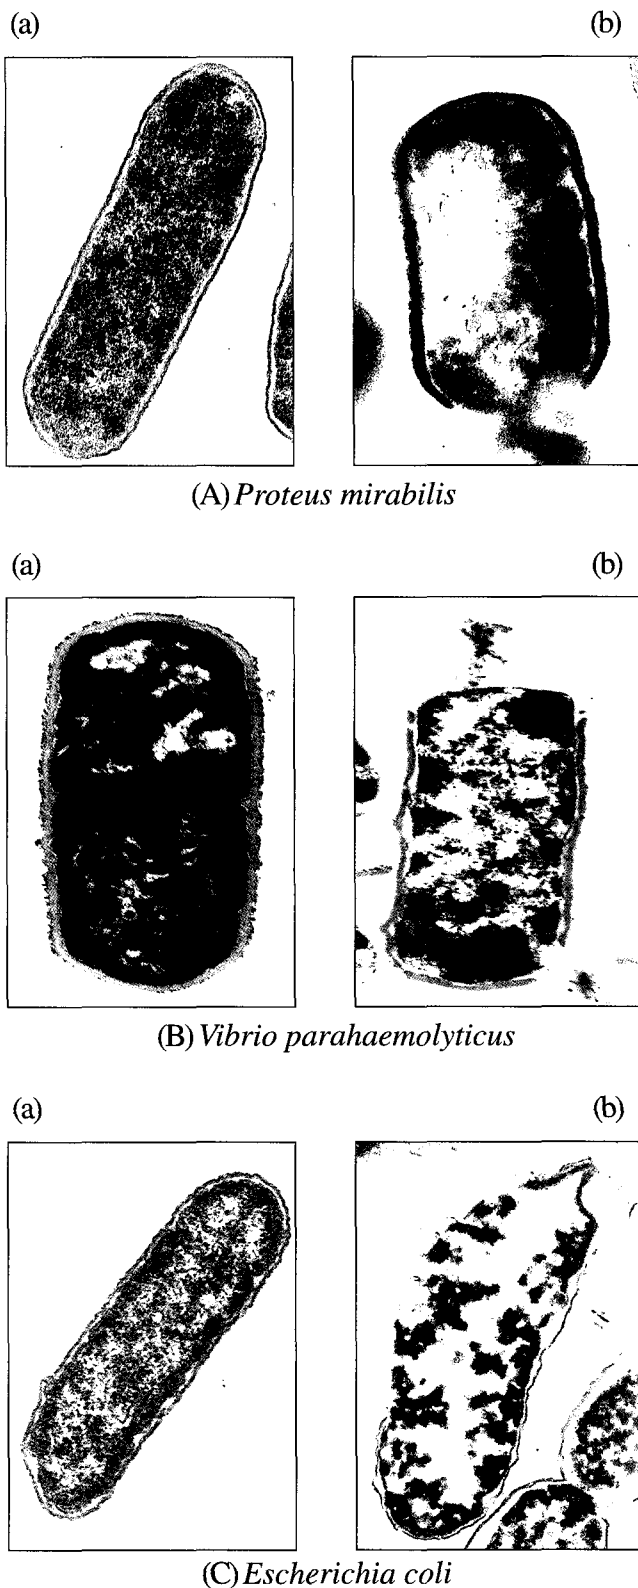 (a) (b)
(A) Proteus mirabilis
(a) (b)
(B) Vibrio parahaemolyticus
(a) (b)
(C) Escherichia coli